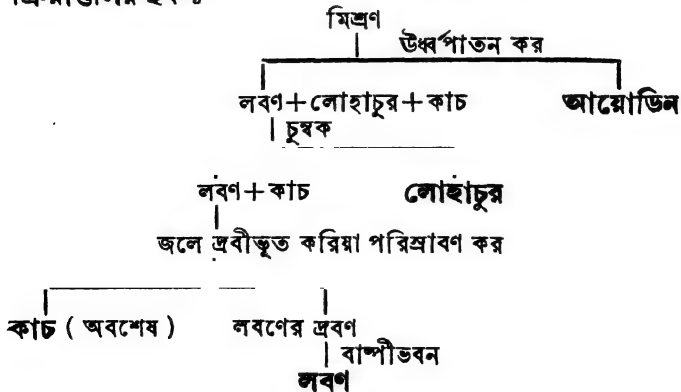 মিশ্রণ
ঊর্ধ্বপাতন কর
লবণ+লোহাচুর+কাচ আয়োডিন
চুম্বক
লবণ+কাচ লোহাচুর
জলে দ্রবীভূত করিয়া পরিস্রাবণ কর
কাচ ( অবশেষ ) লবণের দ্রবণ
বাষ্পীভবন
লবণ